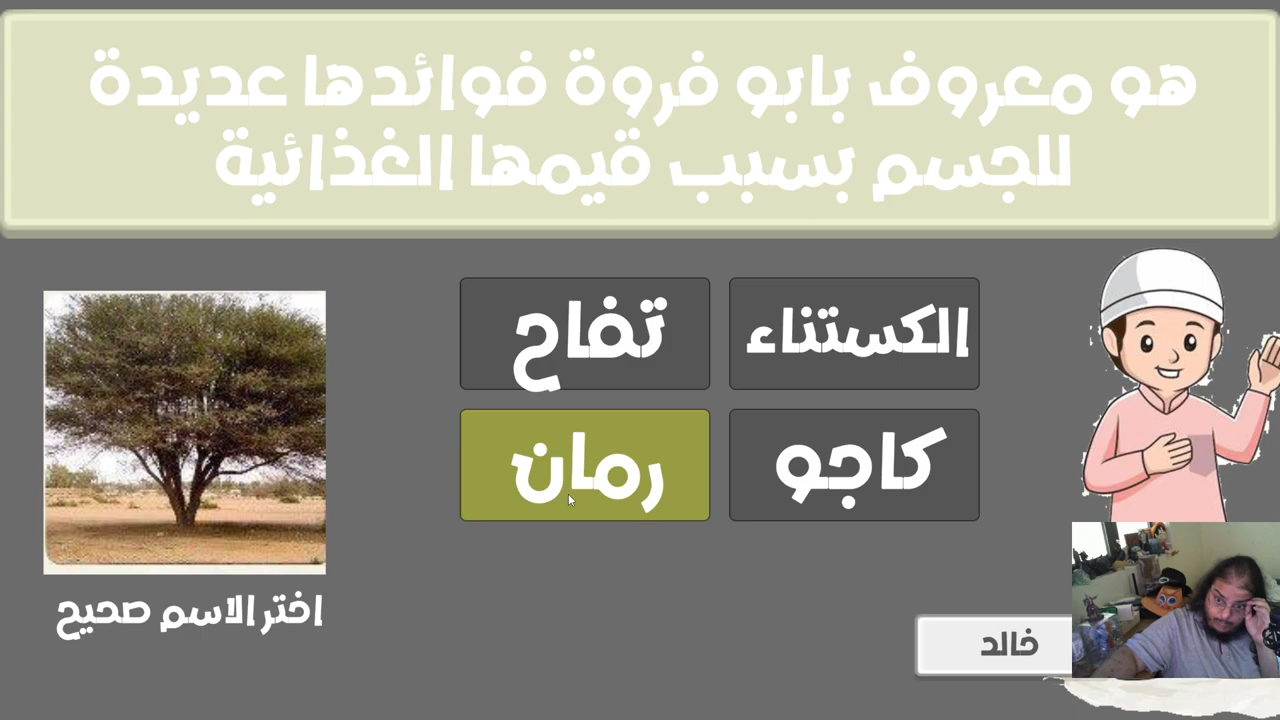 هو معروف بابو فروة فوائدها عديدة
للجسم بسبب قيمها الغذائية
الكستناء
تفاح
كاجو
رمان
اختر الاسم صحيح
خالد